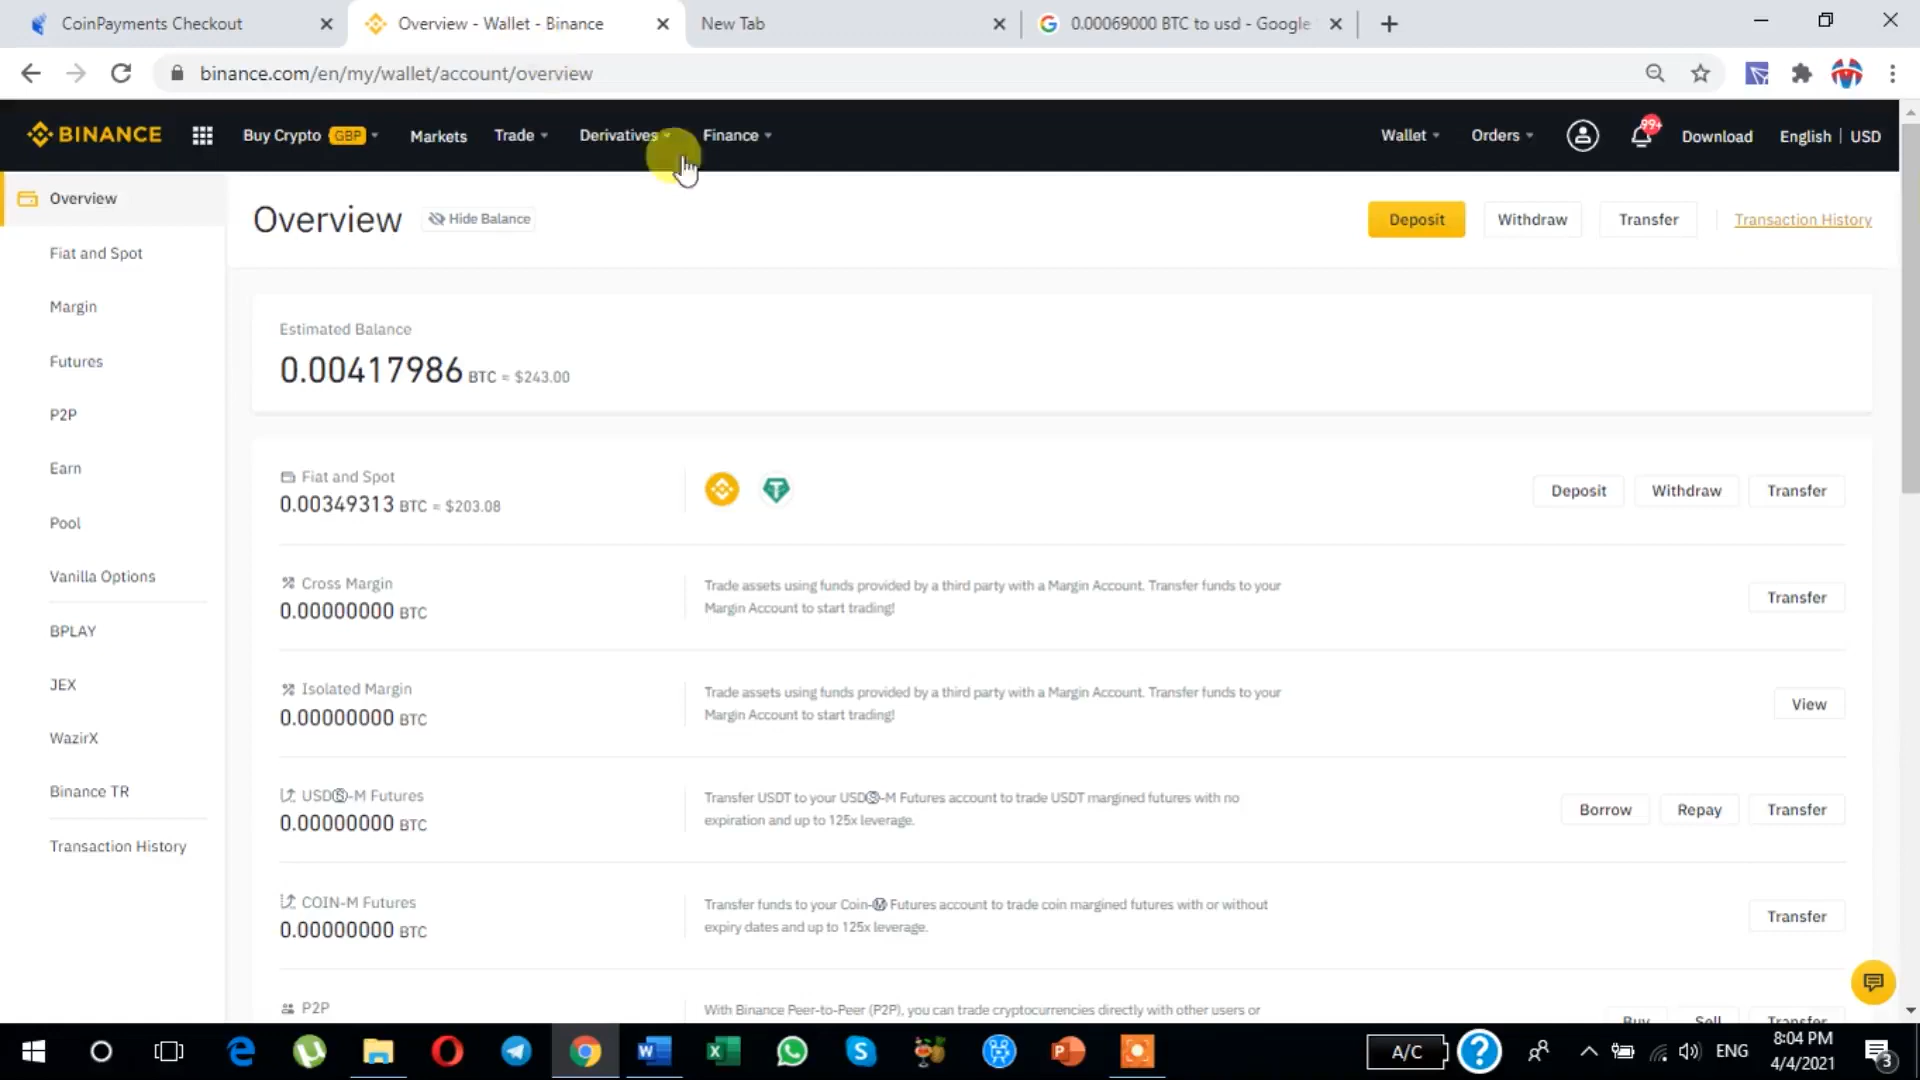 CoinPayments Checkout
Overview - Wallet - Binance
New Tab
0.00069000 BTC to usd - Google
binance.com/en/my/wallet/account/overview
BINANCE
Buy Crypto GBP
Markets
Trade
Derivatives
Finance
Wallet
Orders
99+
Download
English | USD
Overview
Fiat and Spot
Margin
Futures
P2P
Earn
Pool
Vanilla Options
BPLAY
JEX
WazirX
Binance TR
Transaction History
Overview
Hide Balance
Deposit
Withdraw
Transfer
Transaction History
Estimated Balance
0.00417986 BTC ≈ $243.00
Fiat and Spot
0.00349313 BTC ≈ $203.08
Deposit
Withdraw
Transfer
Cross Margin
0.00000000 BTC
Trade assets using funds provided by a third party with a Margin Account. Transfer funds to your
Margin Account to start trading!
Transfer
Isolated Margin
0.00000000 BTC
Trade assets using funds provided by a third party with a Margin Account. Transfer funds to your
Margin Account to start trading!
View
USDⓈ-M Futures
0.00000000 BTC
Transfer USDT to your USDⓈ-M Futures account to trade USDT margined futures with no
expiration and up to 125x leverage.
Borrow
Repay
Transfer
COIN-M Futures
0.00000000 BTC
Transfer funds to your Coin-Ⓜ Futures account to trade coin margined futures with or without
expiry dates and up to 125x leverage.
Transfer
P2P
With Binance Peer-to-Peer (P2P), you can trade cryptocurrencies directly with other users or
Buy
Sell
Transfer
A/C
ENG
8:04 PM
4/4/2021
3